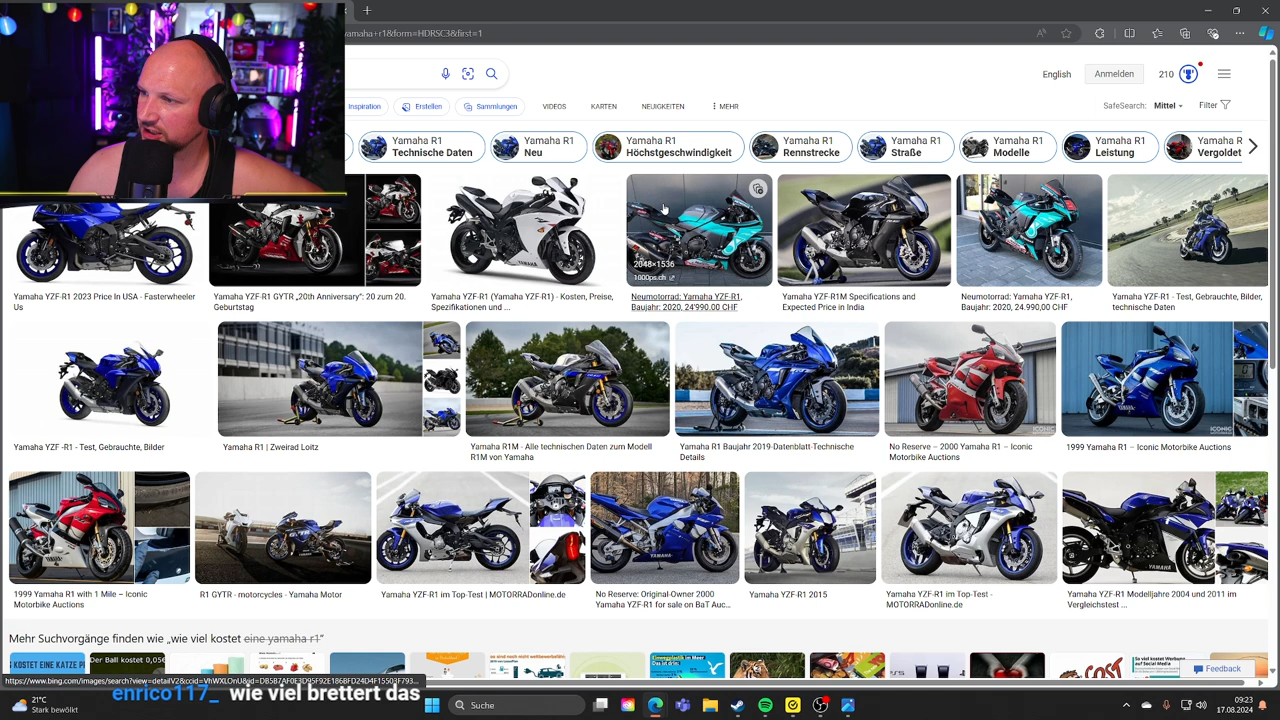 yamaha+r1&form=HDRSC3&first=1
English
Anmelden
210
Inspiration
Erstellen
Sammlungen
VIDEOS
KARTEN
NEUIGKEITEN
MEHR
SafeSearch: Mittel
Filter
Yamaha R1
Technische Daten
Yamaha R1
Neu
Yamaha R1
Höchstgeschwindigkeit
Yamaha R1
Rennstrecke
Yamaha R1
Straße
Yamaha R1
Modelle
Yamaha R1
Leistung
Yamaha R1
Vergoldet
2048×1536
1000ps.ch
Yamaha YZF-R1 2023 Price In USA - Fasterwheeler
Us
Yamaha YZF-R1 GYTR „20th Anniversary“: 20 zum 20.
Geburtstag
Yamaha YZF-R1 (Yamaha YZF-R1) - Kosten, Preise,
Spezifikationen und ...
Neumotorrad: Yamaha YZF-R1,
Baujahr: 2020, 24'990.00 CHF
Yamaha YZF-R1M Specifications and
Expected Price in India
Neumotorrad: Yamaha YZF-R1,
Baujahr: 2020, 24.990,00 CHF
Yamaha YZF-R1 - Test, Gebrauchte, Bilder,
technische Daten
Yamaha YZF -R1 - Test, Gebrauchte, Bilder
Yamaha R1 | Zweirad Loitz
Yamaha R1M - Alle technischen Daten zum Modell
R1M von Yamaha
Yamaha R1 Baujahr 2019-Datenblatt-Technische
Details
No Reserve – 2000 Yamaha R1 – Iconic
Motorbike Auctions
1999 Yamaha R1 – Iconic Motorbike Auctions
1999 Yamaha R1 with 1 Mile – Iconic
Motorbike Auctions
R1 GYTR - motorcycles - Yamaha Motor
Yamaha YZF-R1 im Top-Test | MOTORRADonline.de
No Reserve: Original-Owner 2000
Yamaha YZF-R1 for sale on BaT Auc...
Yamaha YZF-R1 2015
Yamaha YZF-R1 im Top-Test -
MOTORRADonline.de
Yamaha YZF-R1 Modelljahre 2004 und 2011 im
Vergleichstest ...
Mehr Suchvorgänge finden wie „wie viel kostet eine yamaha r1“
KOSTET EINE KATZE
Der Ball kostet 0,05€
Feedback
enrico117_ wie viel brettert das
21°C
Stark bewölkt
Suche
09:23
17.08.2024